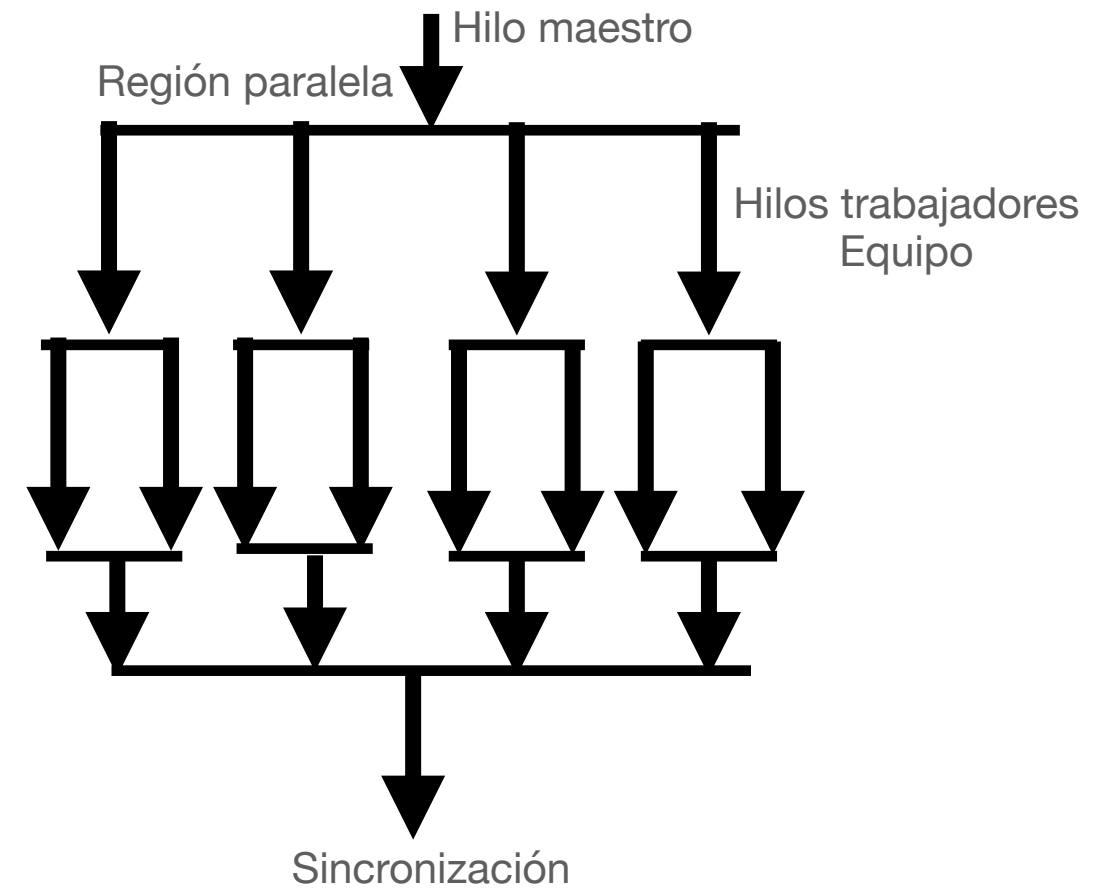 Hilo maestro
Región paralela
Hilos trabajadores
Equipo
Sincronización